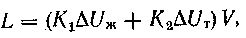 L = (K₁ΔUж + K₂ΔUт) V,